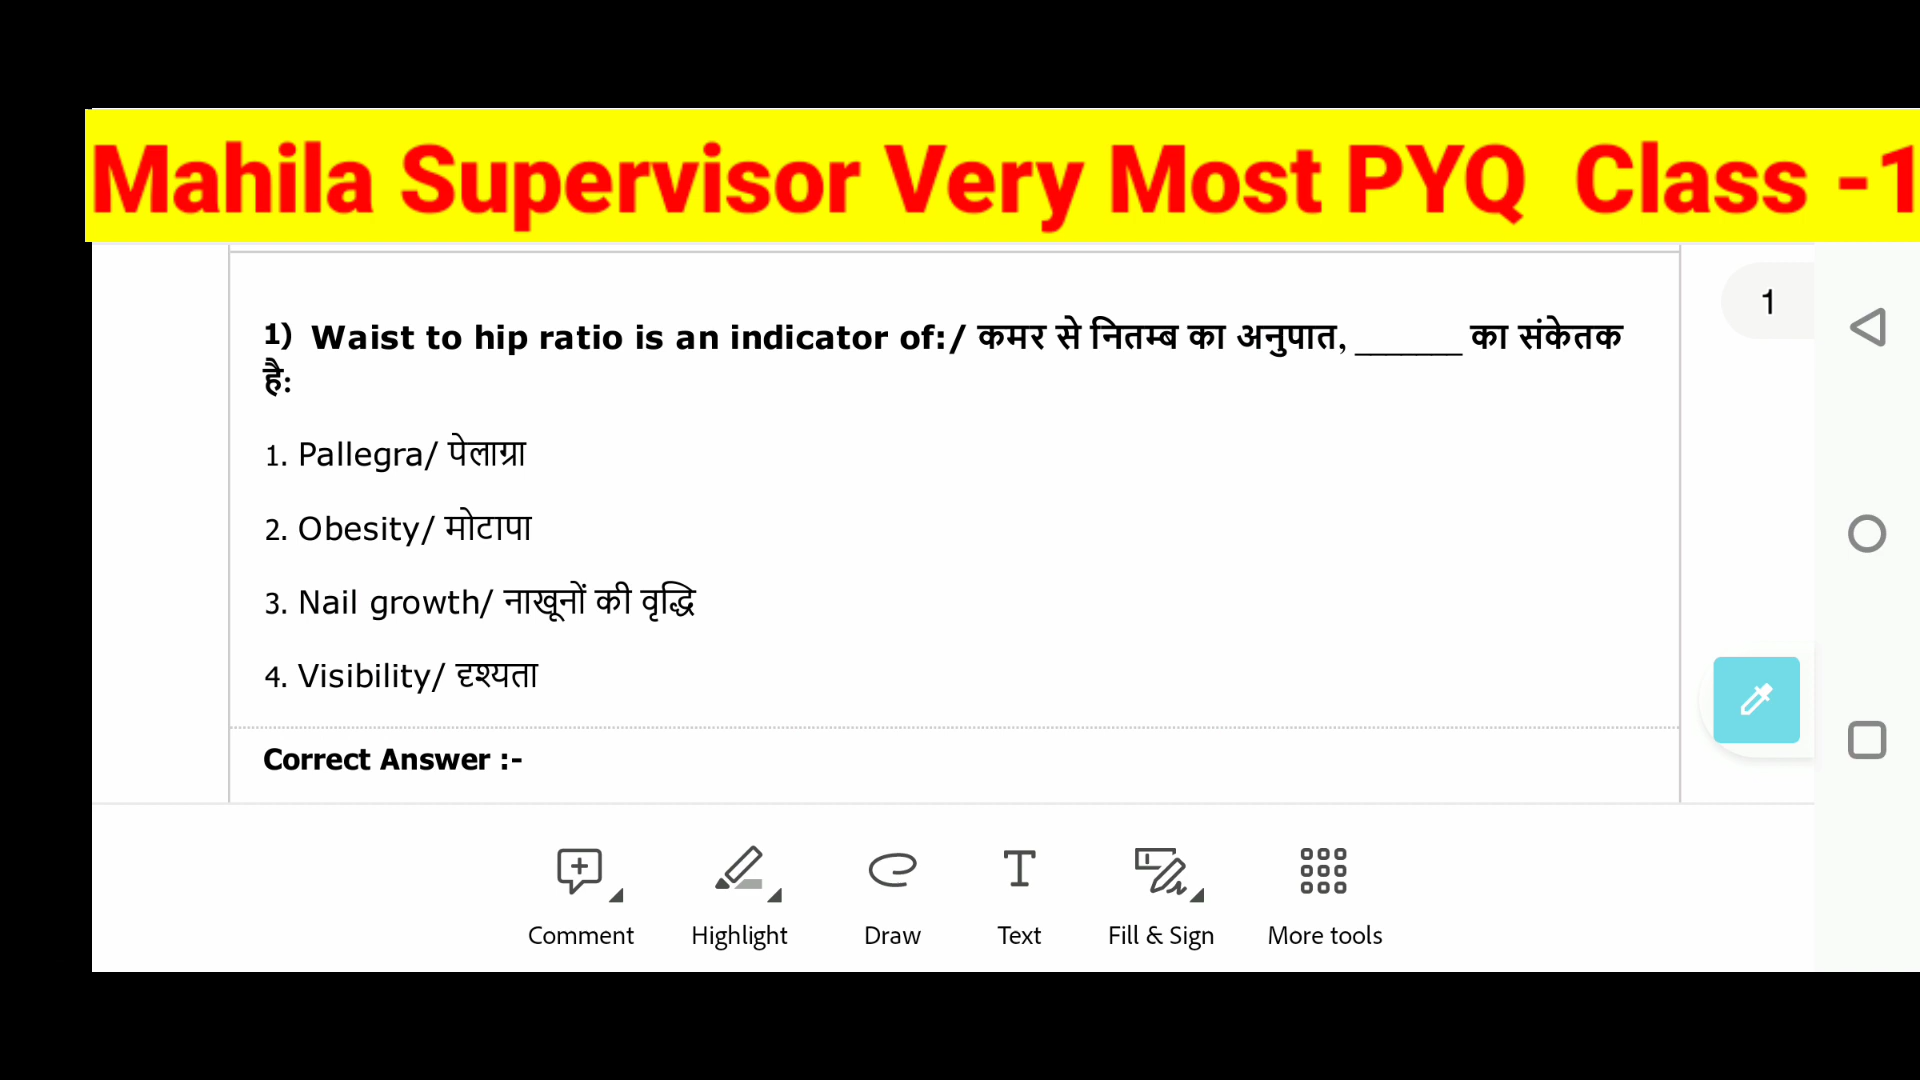 Mahila Supervisor Very Most PYQ Class -1
1
1) Waist to hip ratio is an indicator of:/ कमर से नितम्ब का अनुपात, _______ का संकेतक
है:
1. Pallegra/ पेलाग्रा
2. Obesity/ मोटापा
3. Nail growth/ नाखूनों की वृद्धि
4. Visibility/ दृश्यता
Correct Answer :-
Comment Highlight Draw Text Fill & Sign More tools